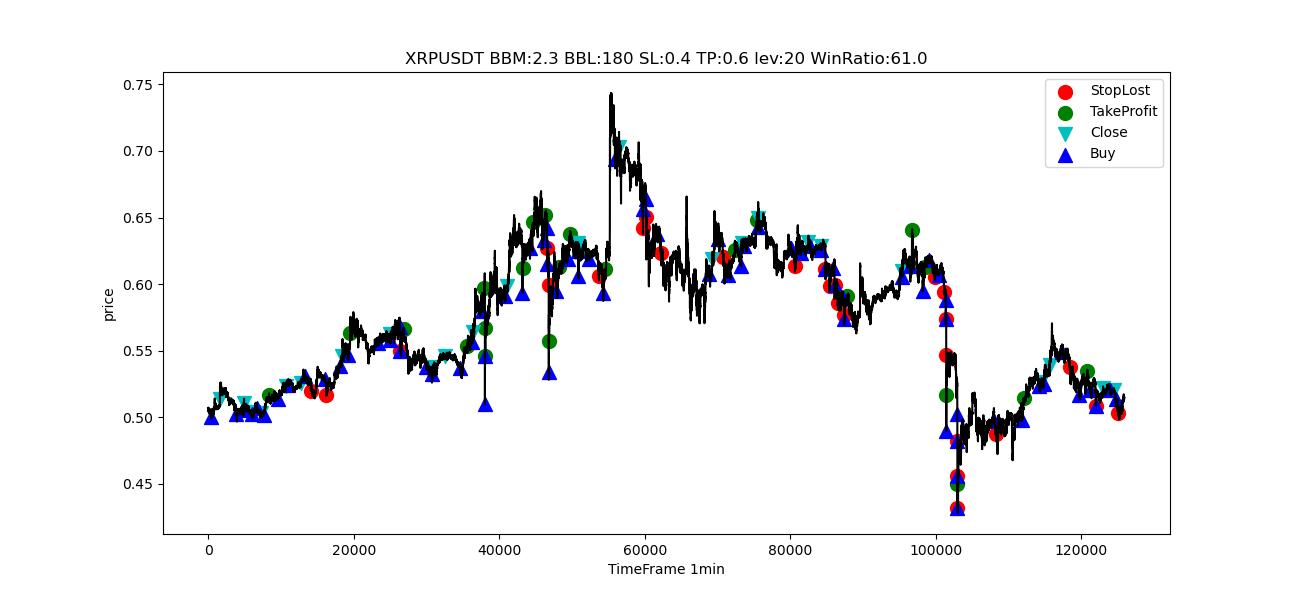 XRPUSDT BBM:2.3 BBL:180 SL:0.4 TP:0.6 lev:20 WinRatio:61.0
0.75
0.70
0.65
0.60
0.55
0.50
0.45
price
StopLost
TakeProfit
Close
Buy
0 20000 40000 60000 80000 100000 120000
TimeFrame 1min